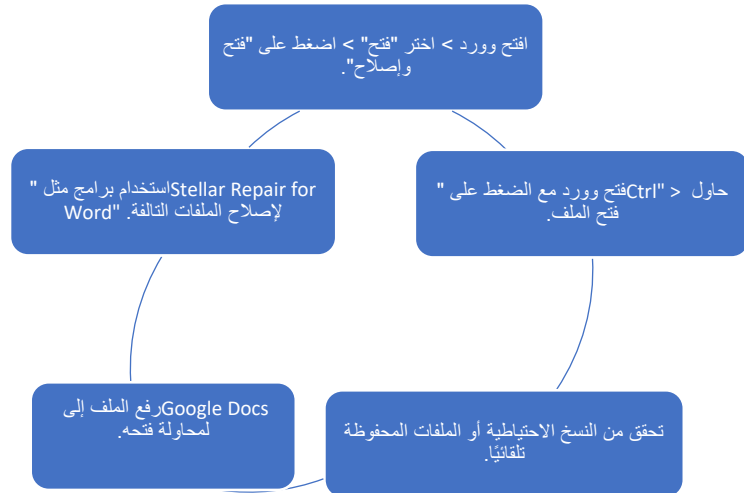 افتح وورد > اختر "فتح" > اضغط على "فتح
وإصلاح".
حاول > "Ctrlفتح وورد مع الضغط على "
فتح الملف.
تحقق من النسخ الاحتياطية أو الملفات المحفوظة
تلقائيًا.
Google Docsرفع الملف إلى
لمحاولة فتحه.
Stellar Repair forاستخدام برامج مثل "
لإصلاح الملفات التالفة. "Word